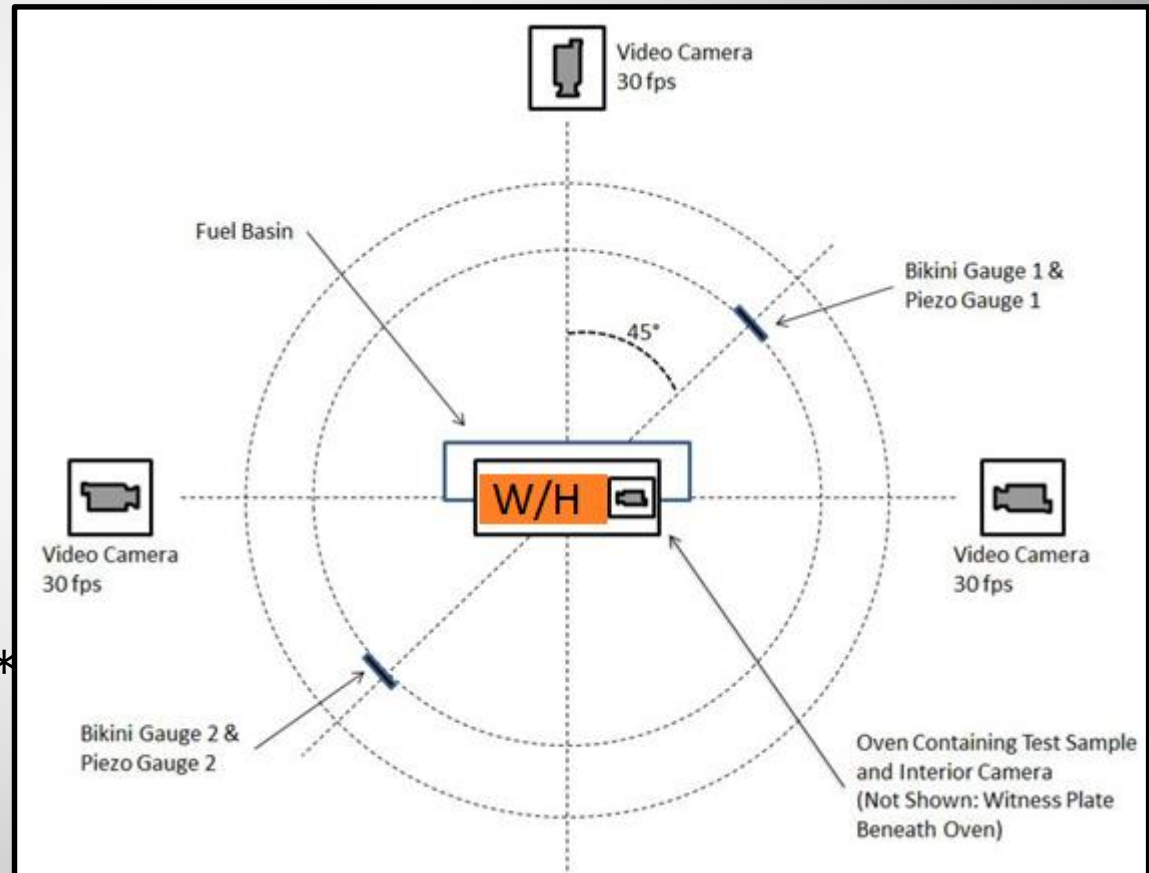 Video Camera
30 fps
Fuel Basin
Bikini Gauge 1 &
Piezo Gauge 1
45°
W/H
Video Camera
30 fps
Video Camera
30 fps
*
Bikini Gauge 2 &
Piezo Gauge 2
Oven Containing Test Sample
and Interior Camera
(Not Shown: Witness Plate
Beneath Oven)